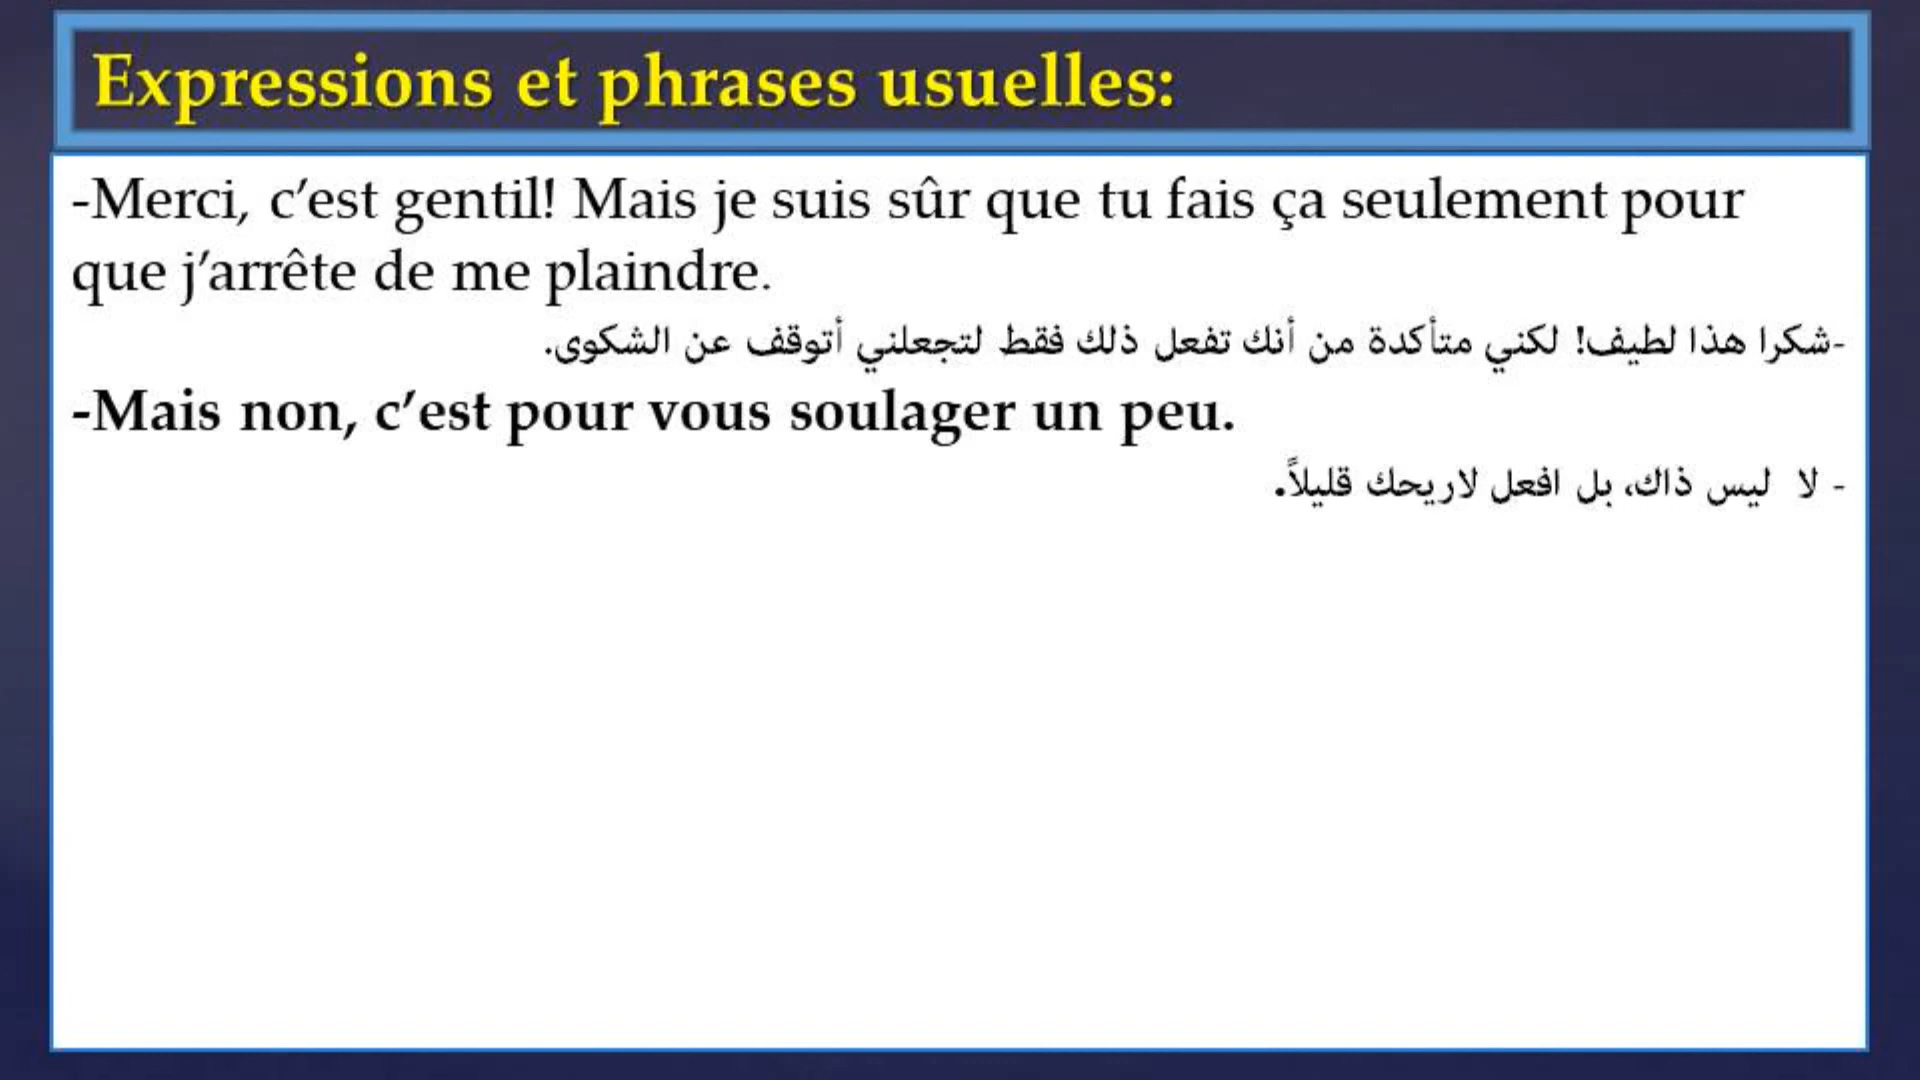 Expressions et phrases usuelles:
-Merci, c’est gentil! Mais je suis sûr que tu fais ça seulement pour
que j’arrête de me plaindre.
-شكرا هذا لطيف! لكني متأكدة من أنك تفعل ذلك فقط لتجعلني أتوقف عن الشكوى.
-Mais non, c’est pour vous soulager un peu.
- لا  ليس ذاك، بل افعل لاريحك قليلاً.